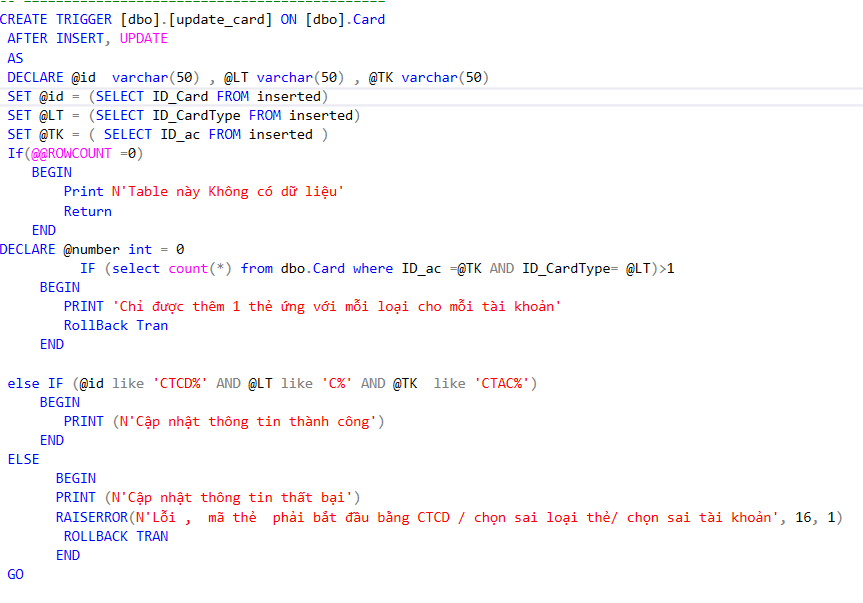 -- =============================================
CREATE TRIGGER [dbo].[update_card] ON [dbo].Card
AFTER INSERT, UPDATE
AS
DECLARE @id  varchar(50) , @LT varchar(50) , @TK varchar(50)
SET @id = (SELECT ID_Card FROM inserted)
SET @LT = (SELECT ID_CardType FROM inserted)
SET @TK = ( SELECT ID_ac FROM inserted )
If(@@ROWCOUNT =0)
BEGIN
Print N'Table này Không có dữ liệu'
Return
END
DECLARE @number int = 0
IF (select count(*) from dbo.Card where ID_ac =@TK AND ID_CardType= @LT)>1
BEGIN
PRINT 'Chỉ được thêm 1 thẻ ứng với mỗi loại cho mỗi tài khoản'
RollBack Tran
END
else IF (@id like 'CTCD%' AND @LT like 'C%' AND @TK  like 'CTAC%')
BEGIN
PRINT (N'Cập nhật thông tin thành công')
END
ELSE
BEGIN
PRINT (N'Cập nhật thông tin thất bại')
RAISERROR(N'Lỗi ,  mã thẻ  phải bắt đầu bằng CTCD / chọn sai loại thẻ/ chọn sai tài khoản', 16, 1)
ROLLBACK TRAN
END
GO